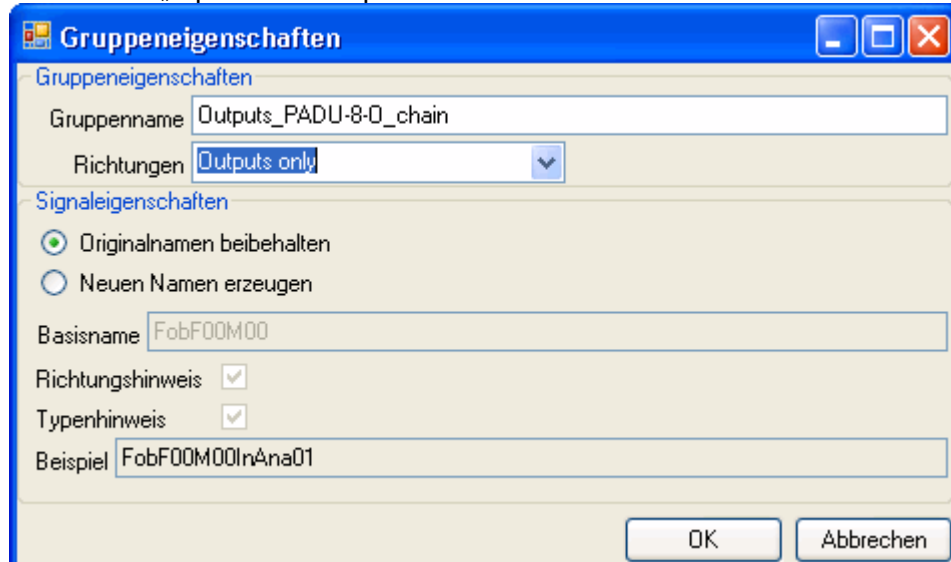 Gruppeneigenschaften
Gruppeneigenschaften
Gruppenname Outputs_PADU-8-O_chain
Richtungen Outputs only
Signaleigenschaften
Originalnamen beibehalten
Neuen Namen erzeugen
Basisname FobF00M00
Richtungshinweis
Typenhinweis
Beispiel FobF00M00InAna01
OK Abbrechen